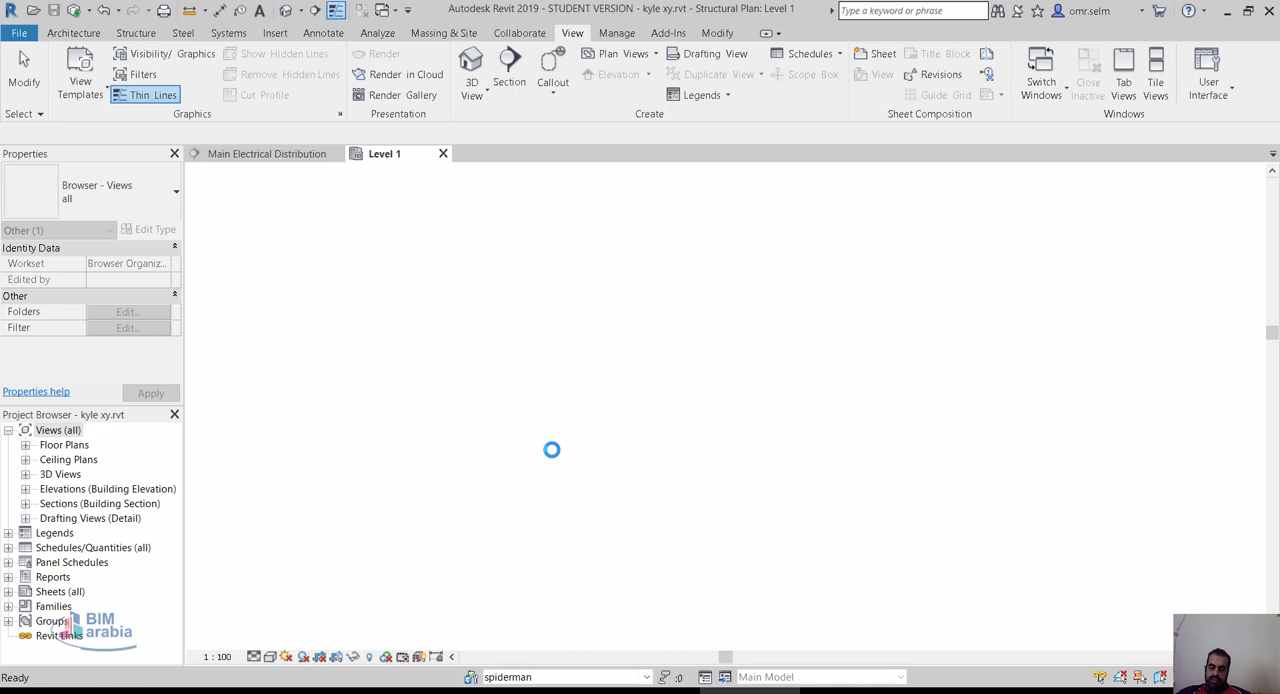 Autodesk Revit 2019 - STUDENT VERSION - kyle xy.rvt - Structural Plan: Level 1
Type a keyword or phrase
omr.selm
File Architecture Structure Steel Systems Insert Annotate Analyze Massing & Site Collaborate View Manage Add-Ins Modify
Modify
View
Templates
Visibility/ Graphics
Filters
Thin Lines
Show Hidden Lines
Remove Hidden Lines
Cut Profile
Render
Render in Cloud
Render Gallery
3D
View
Section
Callout
Plan Views
Elevation
Drafting View
Duplicate View
Legends
Schedules
Scope Box
Sheet
View
Title Block
Revisions
Guide Grid
Switch
Windows
Close
Inactive
Tab
Views
Tile
Views
User
Interface
Select
Graphics
Presentation
Create
Sheet Composition
Windows
Properties
Main Electrical Distribution
Level 1
Browser - Views
all
Other (1)
Edit Type
Identity Data
Workset Browser Organiz...
Edited by
Other
Folders Edit...
Filter Edit...
Properties help
Apply
Project Browser - kyle xy.rvt
Views (all)
Floor Plans
Ceiling Plans
3D Views
Elevations (Building Elevation)
Sections (Building Section)
Drafting Views (Detail)
Legends
Schedules/Quantities (all)
Panel Schedules
Reports
Sheets (all)
Families
Groups
Revit Links
BIM
arabia
1 : 100
Ready
spiderman
:0
Main Model